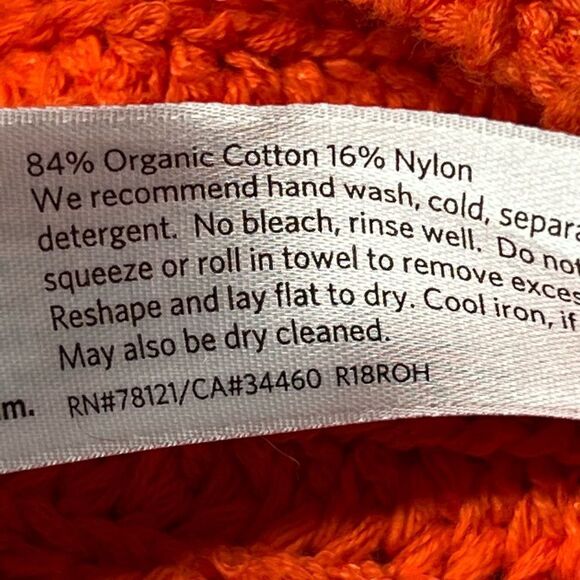 84% Organic Cotton 16% Nylon
We recommend hand wash, cold,
detergent. No bleach, rinse well. Do not
squeeze or roll in towel to remove
Reshape and lay flat to dry. Cool iron, if
May also be dry cleaned.
m. RN#78121/CA#34460 R18ROH